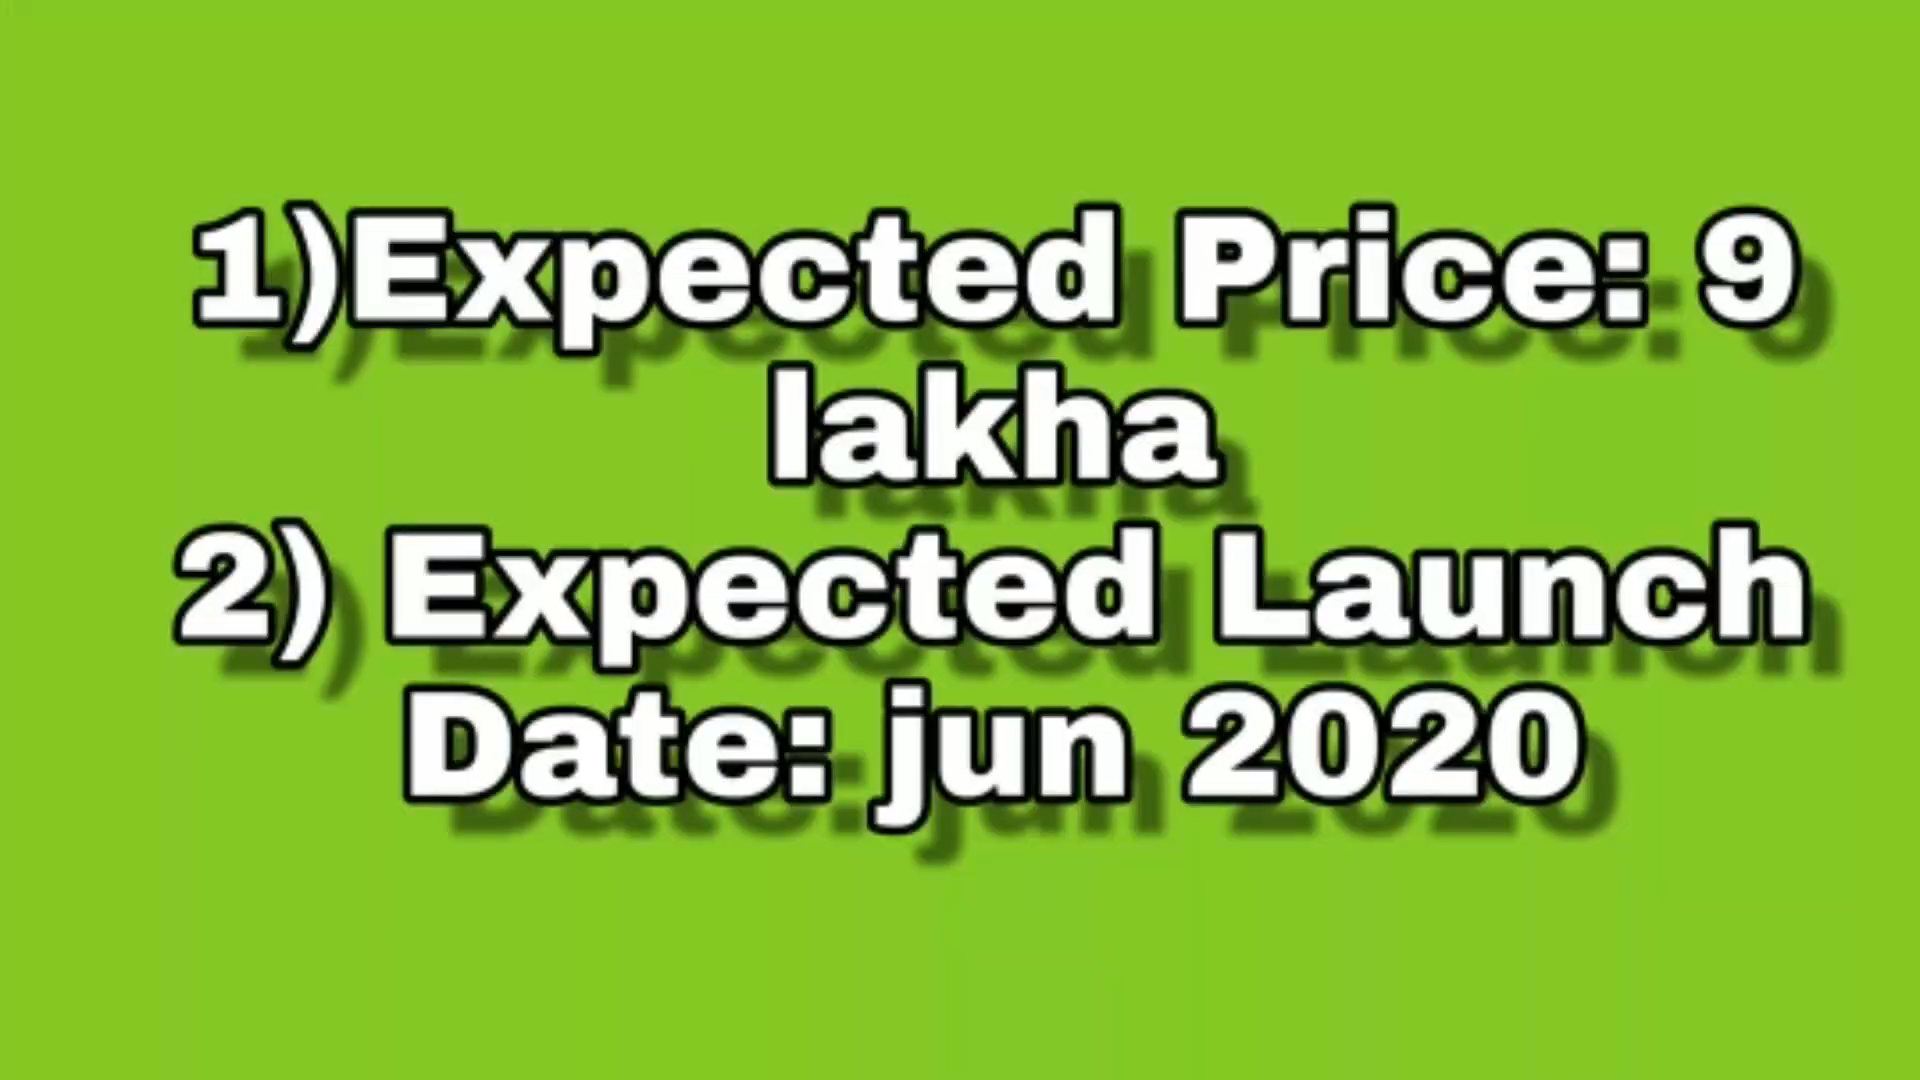 1)Expected Price: 9
lakha
2) Expected Launch
Date: jun 2020